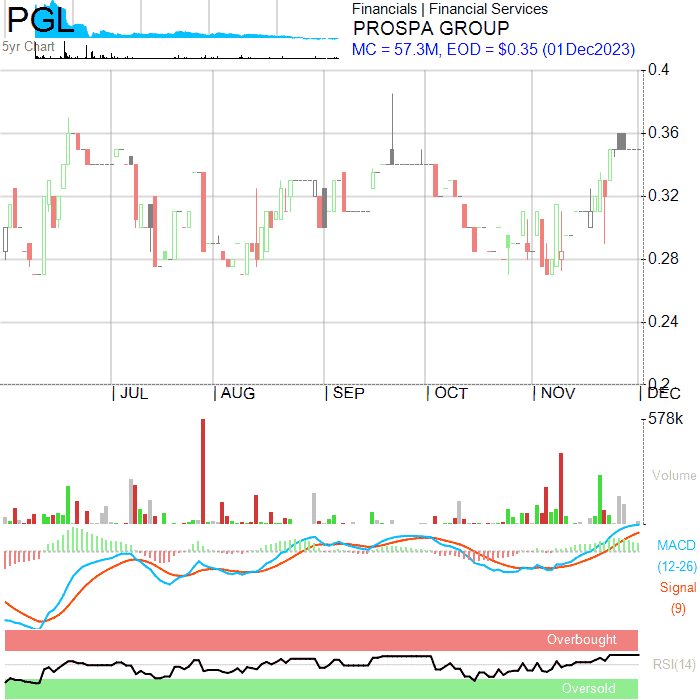 PGL
Financials | Financial Services
PROSPA GROUP
5yr Chart
MC = 57.3M, EOD = $0.35 (01Dec2023)
0.4
0.36
0.32
0.28
0.24
0.2
| JUL | AUG | SEP | OCT | NOV | DEC
578k
Volume
MACD
(12-26)
Signal
(9)
Overbought
RSI(14)
Oversold